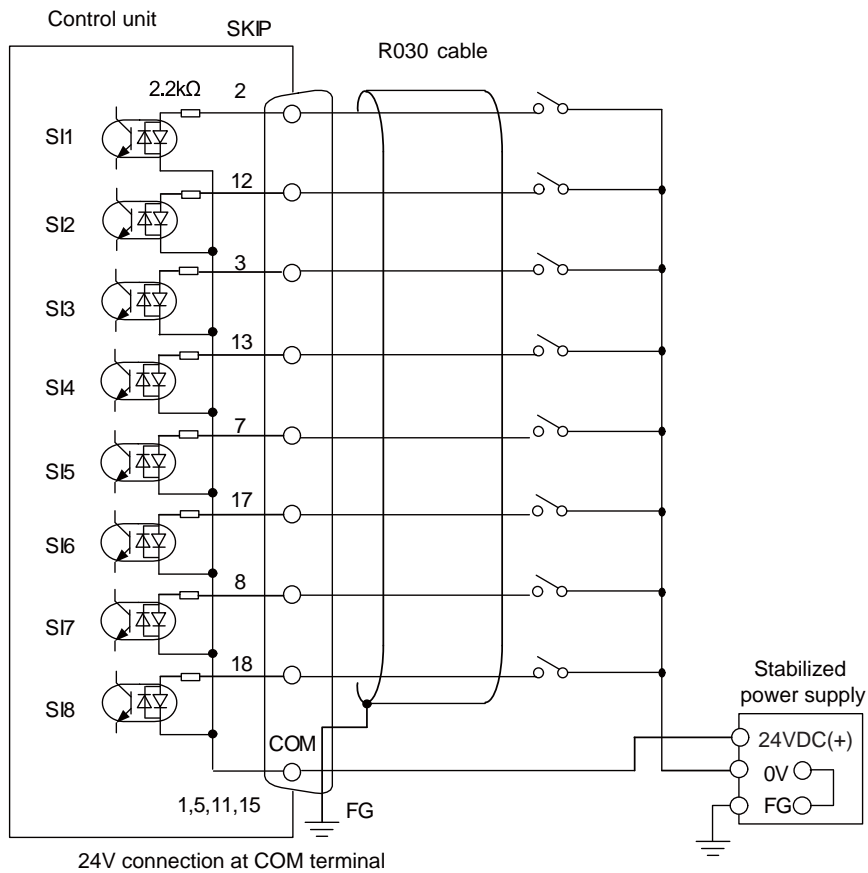 Control unit
SKIP
R030 cable
2.2kΩ
2
SI1
12
SI2
3
SI3
13
SI4
7
SI5
17
SI6
8
SI7
18
SI8
Stabilized
power supply
COM
24VDC(+)
0V
1,5,11,15
FG
FG
24V connection at COM terminal